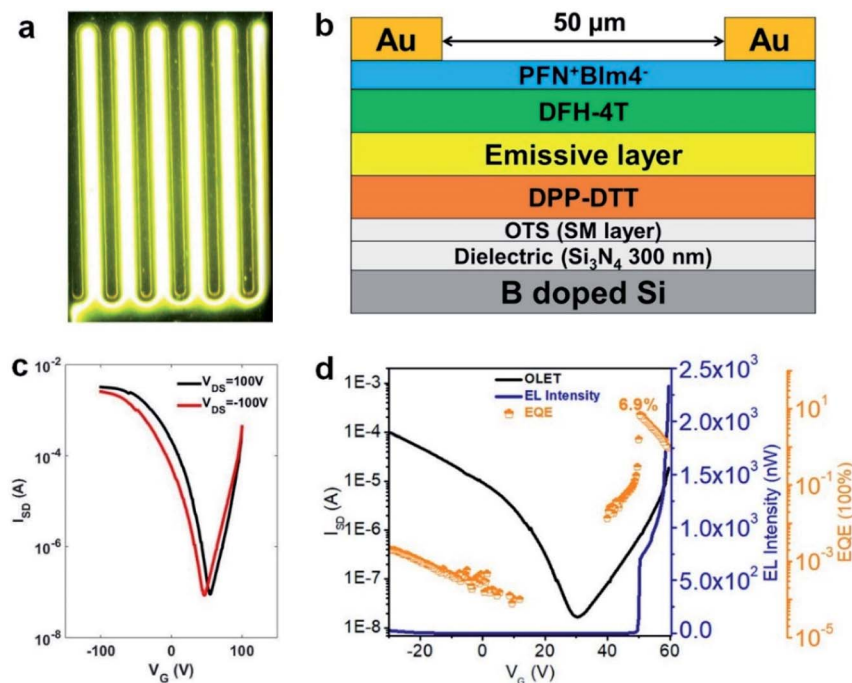 a
b
50 µm
Au
Au
PFN⁺BIm4⁻
DFH-4T
Emissive layer
DPP-DTT
OTS (SM layer)
Dielectric (Si₃N₄ 300 nm)
B doped Si
c
10⁻²
10⁻⁴
10⁻⁶
10⁻⁸
I_SD (A)
V_DS=100V
V_DS=-100V
-100
0
100
V_G (V)
d
1E-3
1E-4
1E-5
1E-6
1E-7
1E-8
I_SD (A)
OLET
EL Intensity
EQE
6.9%
0
20
40
60
V_G (V)
2.5x10³
2.0x10³
1.5x10³
1.0x10³
5.0x10²
0.0
EL Intensity (nW)
10¹
10⁻¹
10⁻³
10⁻⁵
EQE (100%)